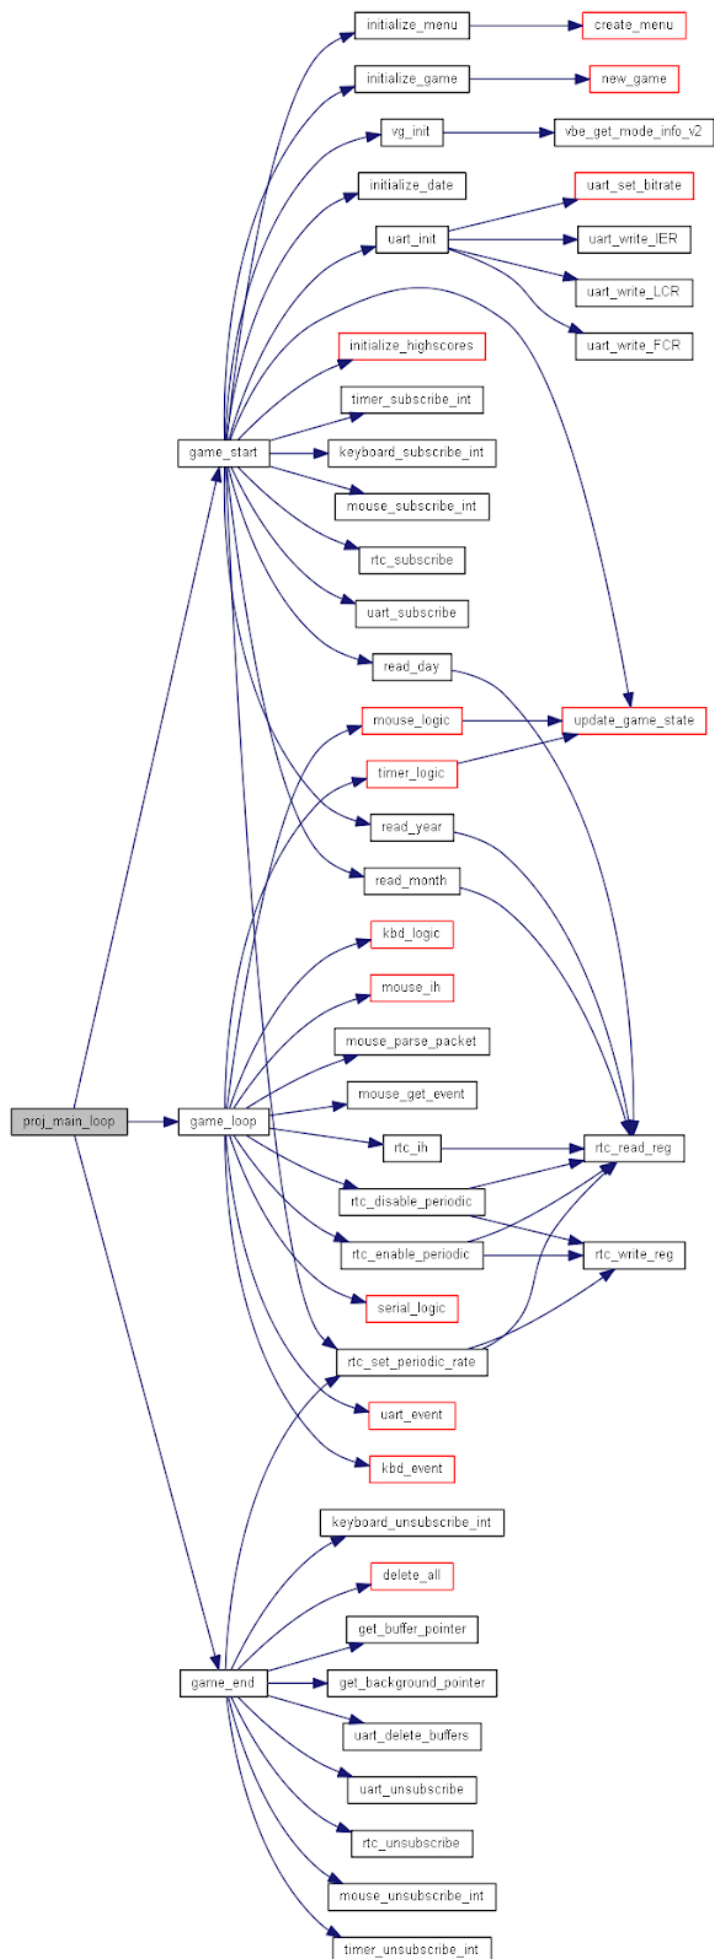 initialize_menu
create_menu
initialize_game
new_game
vg_init
vbe_get_mode_info_v2
initialize_date
uart_set_bitrate
uart_init
uart_write_IER
uart_write_LCR
initialize_highscores
uart_write_FCR
timer_subscribe_int
game_start
keyboard_subscribe_int
mouse_subscribe_int
rtc_subscribe
uart_subscribe
read_day
mouse_logic
update_game_state
timer_logic
read_year
read_month
kbd_logic
mouse_ih
mouse_parse_packet
mouse_get_event
proj_main_loop
game_loop
rtc_ih
rtc_read_reg
rtc_disable_periodic
rtc_enable_periodic
rtc_write_reg
serial_logic
rtc_set_periodic_rate
uart_event
kbd_event
keyboard_unsubscribe_int
delete_all
get_buffer_pointer
game_end
get_background_pointer
uart_delete_buffers
uart_unsubscribe
rtc_unsubscribe
mouse_unsubscribe_int
timer_unsubscribe_int